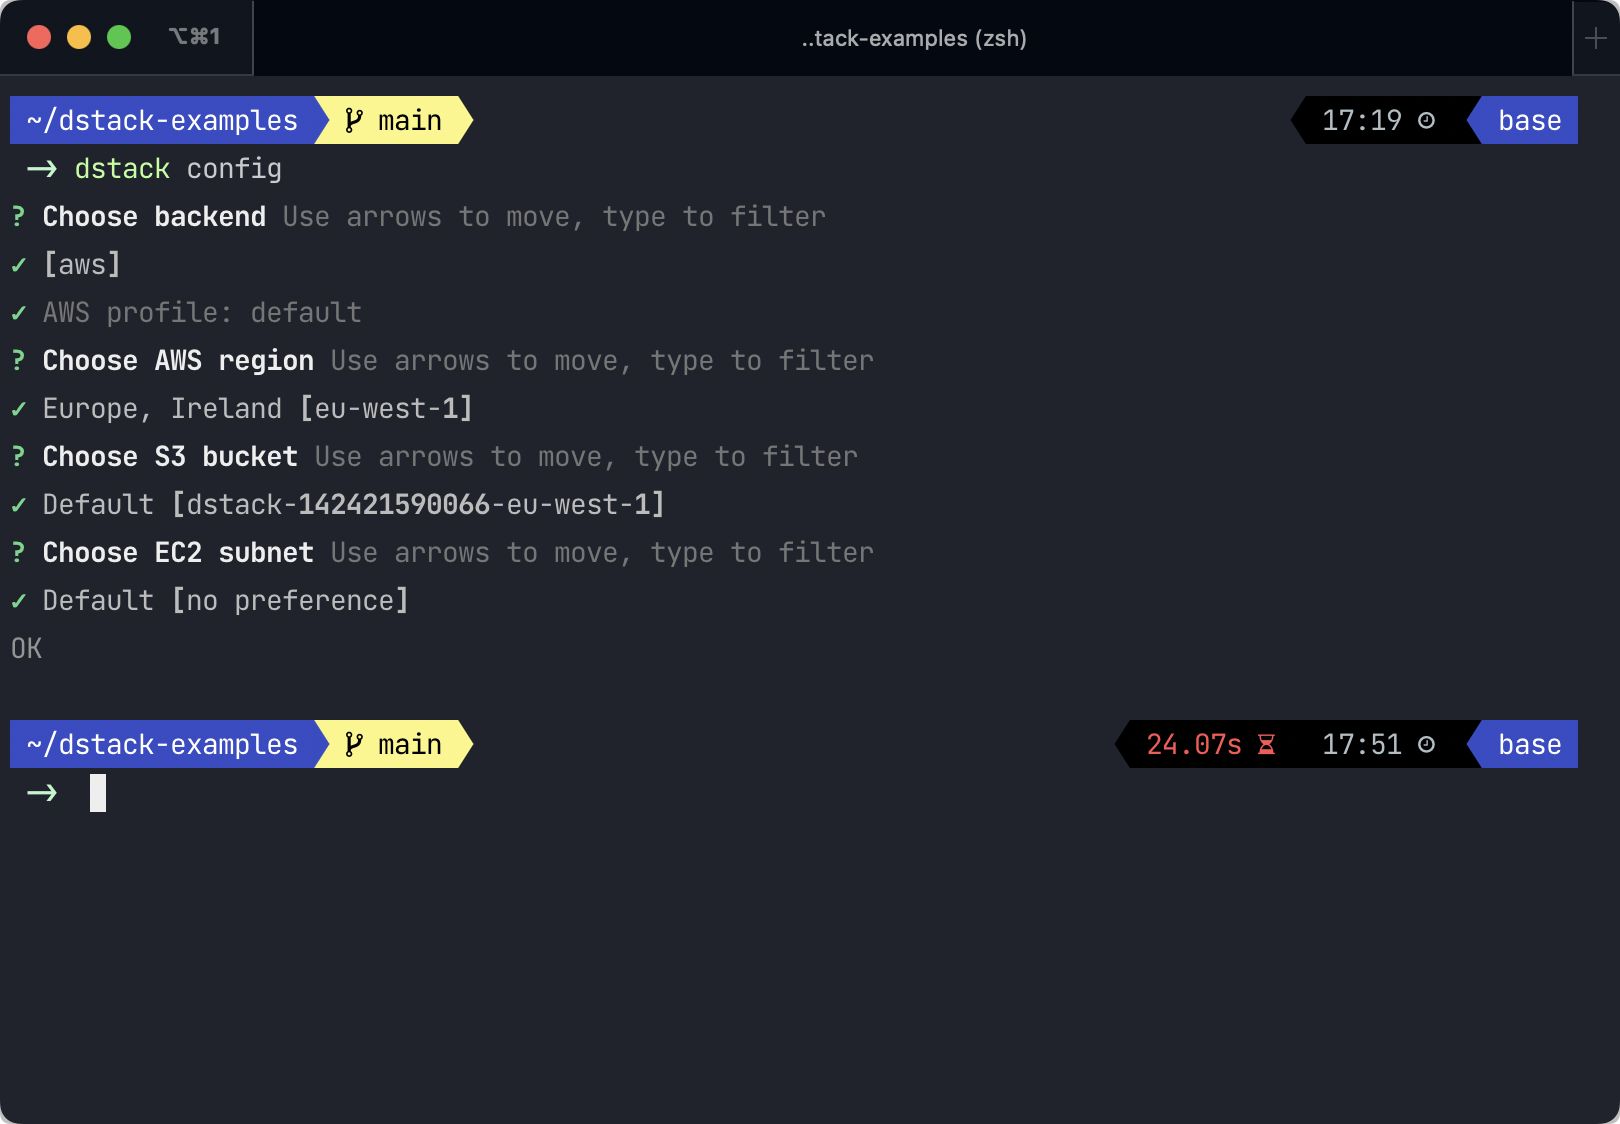 ⌥⌘1
..tack-examples (zsh)
~/dstack-examples main 17:19 base
→ dstack config
? Choose backend Use arrows to move, type to filter
✓ [aws]
✓ AWS profile: default
? Choose AWS region Use arrows to move, type to filter
✓ Europe, Ireland [eu-west-1]
? Choose S3 bucket Use arrows to move, type to filter
✓ Default [dstack-142421590066-eu-west-1]
? Choose EC2 subnet Use arrows to move, type to filter
✓ Default [no preference]
OK
~/dstack-examples main 24.07s 17:51 base
→